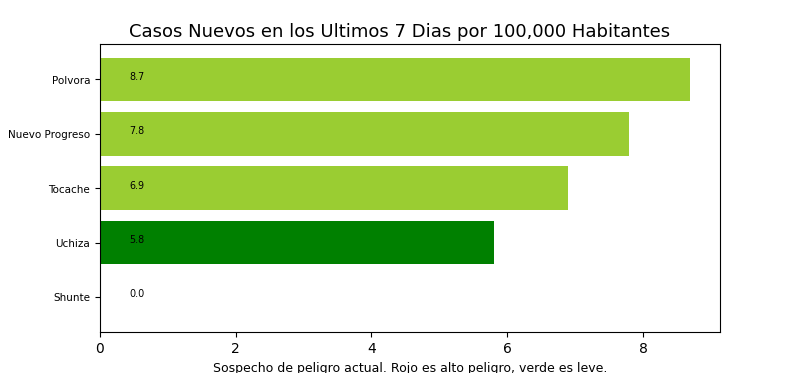 Casos Nuevos en los Ultimos 7 Dias por 100,000 Habitantes
Polvora 8.7
Nuevo Progreso 7.8
Tocache 6.9
Uchiza 5.8
Shunte 0.0
0 2 4 6 8
Sospecho de peligro actual. Rojo es alto peligro, verde es leve.